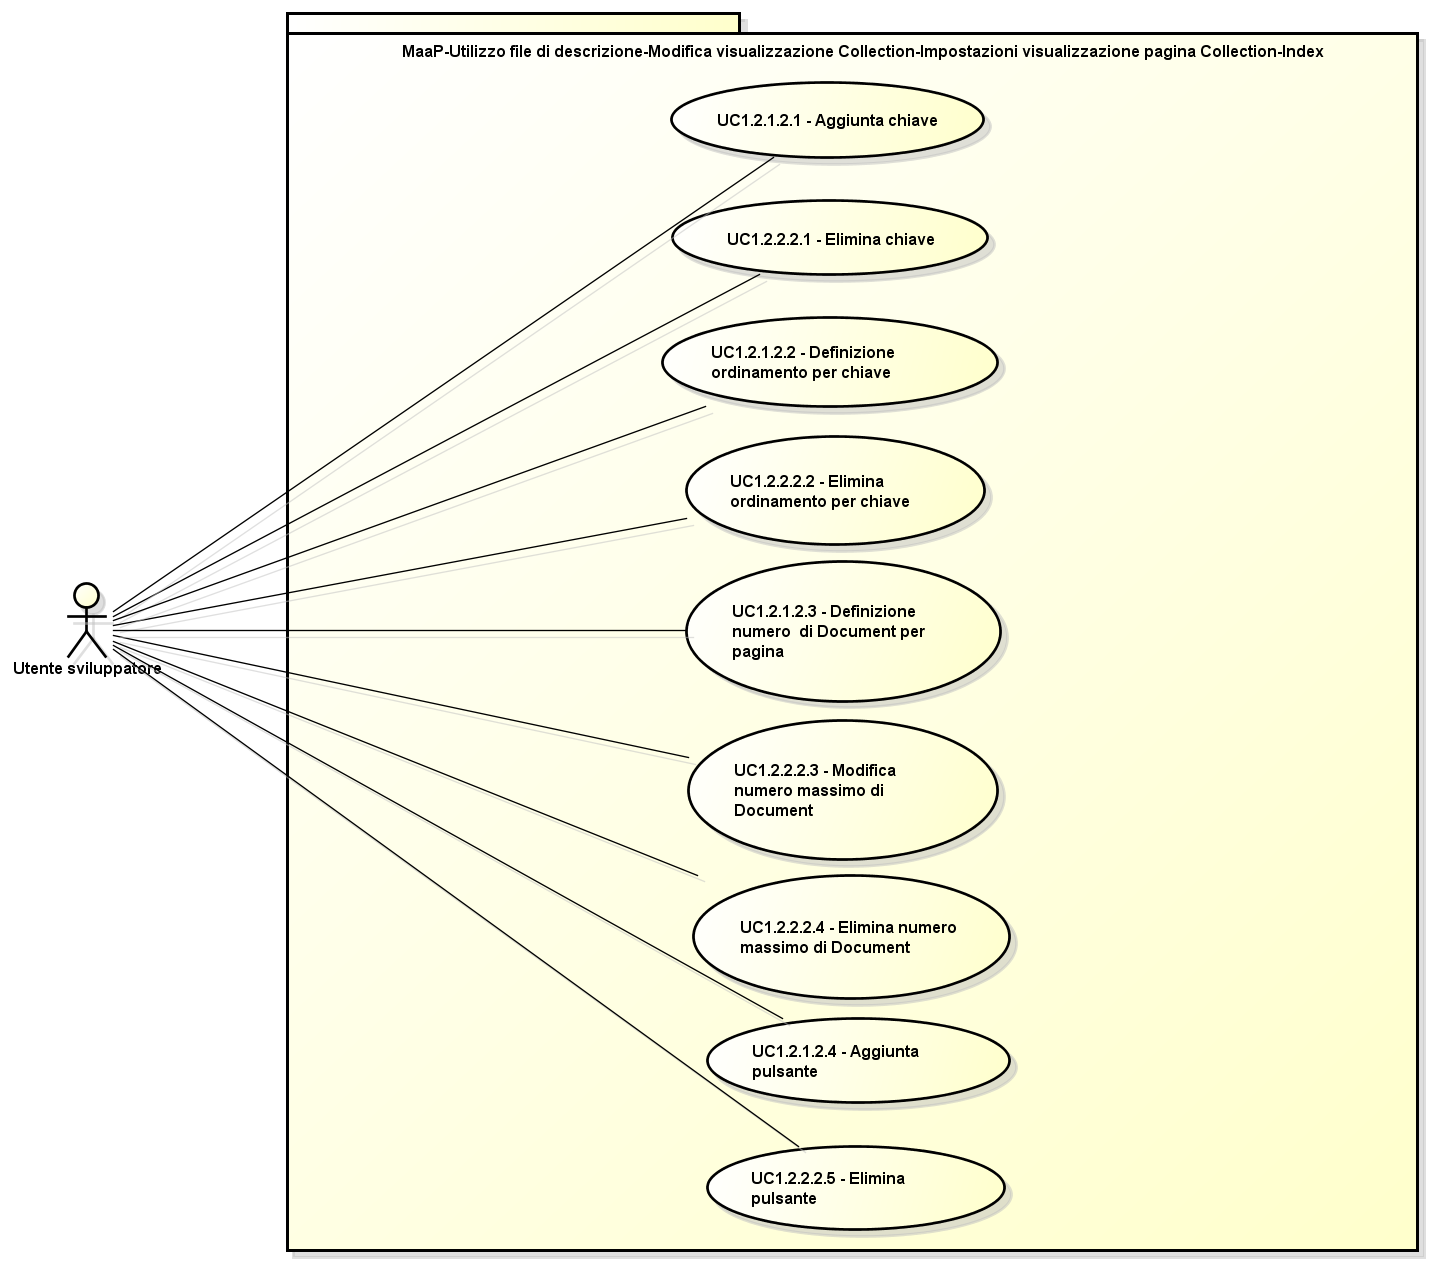 MaaP-Utilizzo file di descrizione-Modifica visualizzazione Collection-Impostazioni visualizzazione pagina Collection-Index
UC1.2.1.2.1 - Aggiunta chiave
UC1.2.2.2.1 - Elimina chiave
UC1.2.1.2.2 - Definizione
ordinamento per chiave
UC1.2.2.2.2 - Elimina
ordinamento per chiave
UC1.2.1.2.3 - Definizione
numero  di Document per
pagina
Utente sviluppatore
UC1.2.2.2.3 - Modifica
numero massimo di
Document
UC1.2.2.2.4 - Elimina numero
massimo di Document
UC1.2.1.2.4 - Aggiunta
pulsante
UC1.2.2.2.5 - Elimina
pulsante